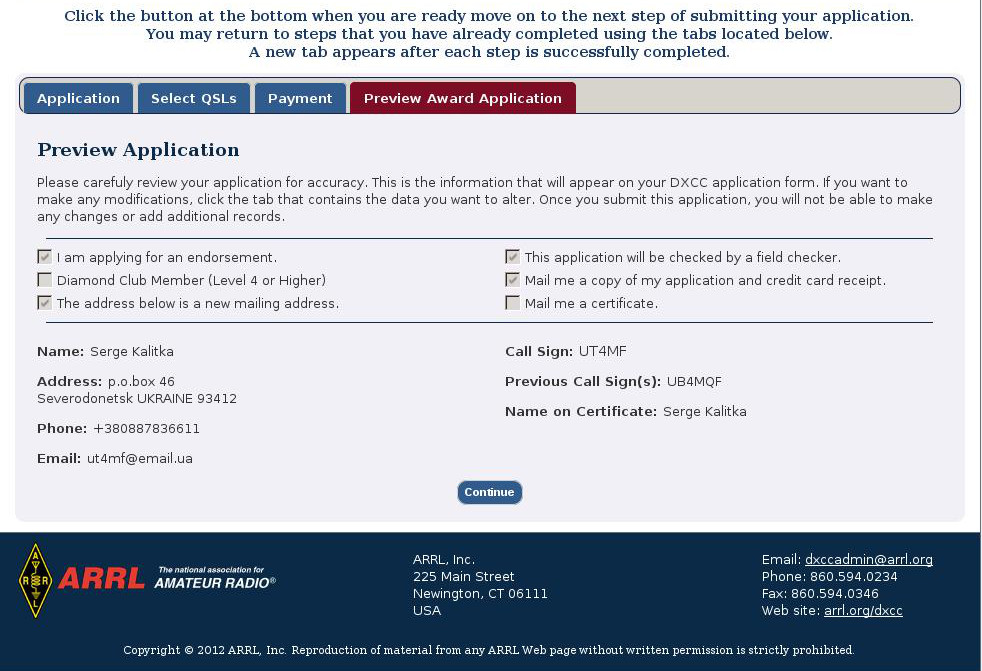 Click the button at the bottom when you are ready move on to the next step of submitting your application.
You may return to steps that you have already completed using the tabs located below.
A new tab appears after each step is successfully completed.
Application
Select QSLs
Payment
Preview Award Application
Preview Application
Please carefuly review your application for accuracy. This is the information that will appear on your DXCC application form. If you want to
make any modifications, click the tab that contains the data you want to alter. Once you submit this application, you will not be able to make
any changes or add additional records.
I am applying for an endorsement.
This application will be checked by a field checker.
Diamond Club Member (Level 4 or Higher)
Mail me a copy of my application and credit card receipt.
The address below is a new mailing address.
Mail me a certificate.
Name: Serge Kalitka
Call Sign: UT4MF
Address: p.o.box 46
Severodonetsk UKRAINE 93412
Previous Call Sign(s): UB4MQF
Name on Certificate: Serge Kalitka
Phone: +380887836611
Email: ut4mf@email.ua
Continue
A
R R
L
ARRL
The national association for
AMATEUR RADIO®
ARRL, Inc.
225 Main Street
Newington, CT 06111
USA
Email: dxccadmin@arrl.org
Phone: 860.594.0234
Fax: 860.594.0346
Web site: arrl.org/dxcc
Copyright © 2012 ARRL, Inc. Reproduction of material from any ARRL Web page without written permission is strictly prohibited.